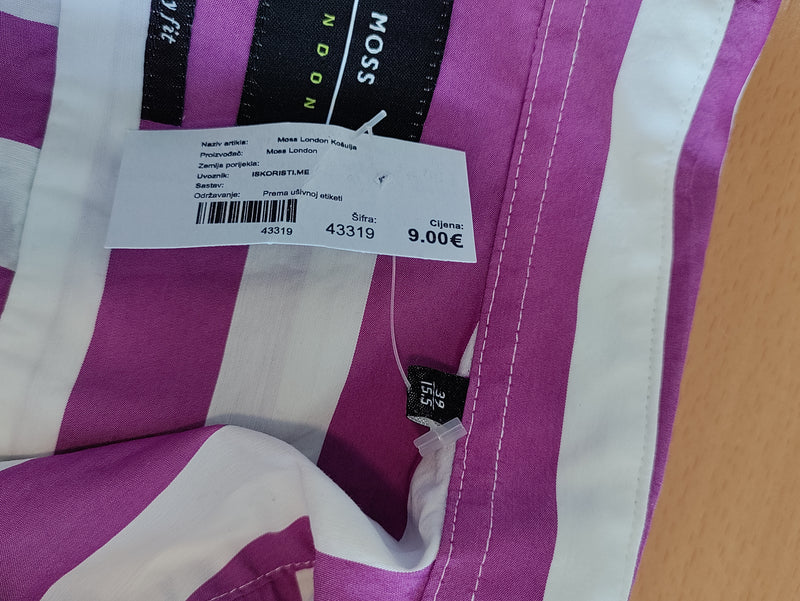 fit
MOSS
NDON
Naziv artikla: Moss London Košulja
Proizvođač: Moss London
Zemlja porijekla:
Uvoznik: ISKORISTI.ME
Sastav:
Održavanje: Prema ušivnoj etiketi
43319
Šifra:
43319
Cijena:
9.00€
39
15.5